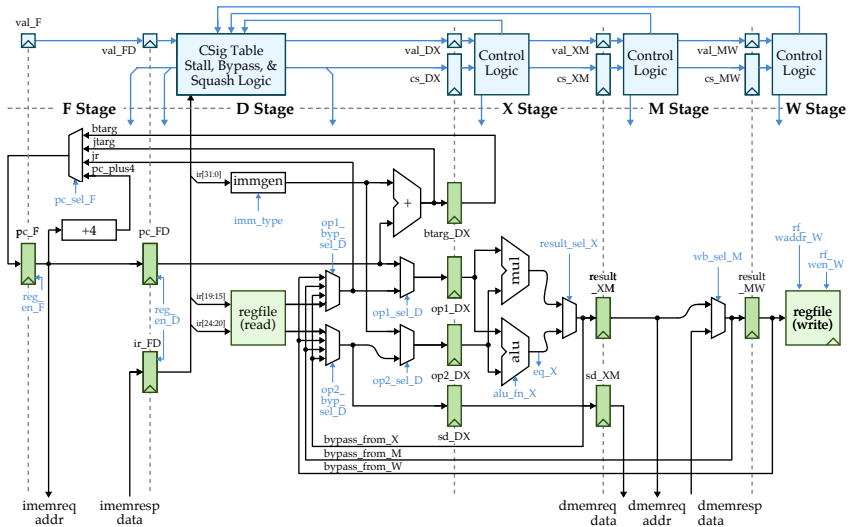 val_F
val_FD
CSig Table
Stall, Bypass, &
Squash Logic
val_DX
cs_DX
Control
Logic
val_XM
cs_XM
Control
Logic
val_MW
cs_MW
Control
Logic
F Stage
D Stage
X Stage
M Stage
W Stage
btarg
jtarg
jr
pc_plus4
pc_sel_F
ir[31:0]
immgen
imm_type
+
btarg_DX
pc_F
+4
pc_FD
reg_
en_F
reg_
en_D
ir_FD
ir[19:15]
ir[24:20]
regfile
(read)
op1_
byp_
sel_D
op1_sel_D
op1_DX
op2_
byp_
sel_D
op2_sel_D
op2_DX
sd_DX
mul
alu
alu_fn_X
eq_X
result_sel_X
result
_XM
sd_XM
wb_sel_M
result
_MW
rf_
waddr_W
rf_
wen_W
regfile
(write)
bypass_from_X
bypass_from_M
bypass_from_W
imemreq
addr
imemresp
data
dmemreq
data
dmemreq
addr
dmemresp
data